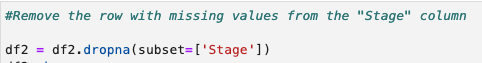 #Remove the row with missing values from the "Stage" column
df2 = df2.dropna(subset=['Stage'])